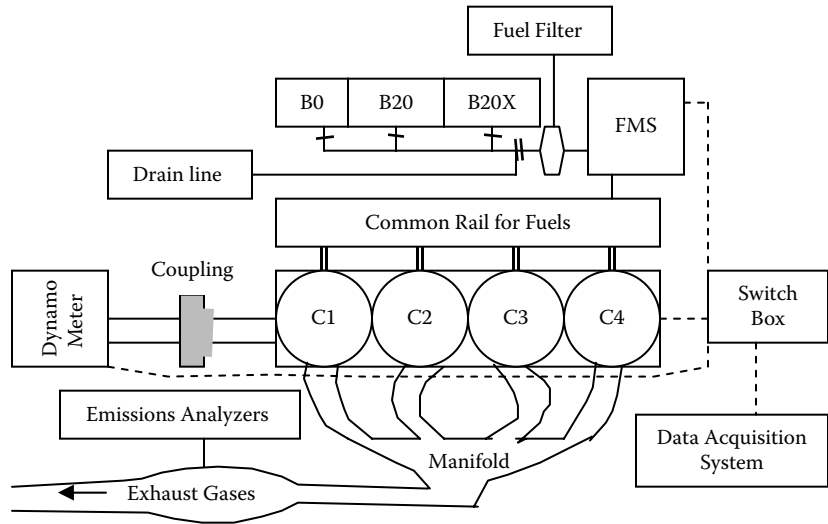 Fuel Filter
B0 B20 B20X
FMS
Drain line
Common Rail for Fuels
Coupling
Dynamo
Meter
C1 C2 C3 C4
Switch
Box
Emissions Analyzers
Manifold
Data Acquisition
System
Exhaust Gases